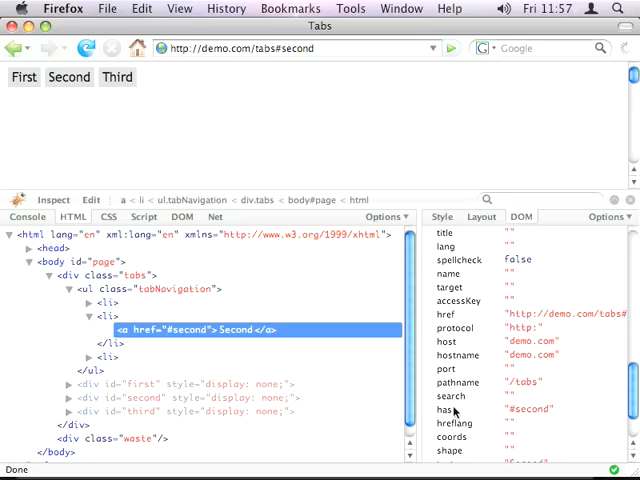 Firefox File Edit View History Bookmarks Tools Window Help Fri 11:57
Tabs
http://demo.com/tabs#second
G Google
First Second Third
Inspect Edit a < li < ul.tabNavigation < div.tabs < body#page < html
Console HTML CSS Script DOM Net Options
<html lang="en" xml:lang="en" xmlns="http://www.w3.org/1999/xhtml">
<head>
<body id="page">
<div class="tabs">
<ul class="tabNavigation">
<li>
<li>
<a href="#second">Second</a>
</li>
<li>
</ul>
<div id="first" style="display: none;">
<div id="second" style="display: none;">
<div id="third" style="display: none;">
</div>
<div class="waste"/>
</body>
Style Layout DOM Options
title ""
lang ""
spellcheck false
name ""
target ""
accessKey ""
href "http://demo.com/tabs#
protocol "http:"
host "demo.com"
hostname "demo.com"
port ""
pathname "/tabs"
search ""
has "#second"
hreflang ""
coords ""
shape ""
Done